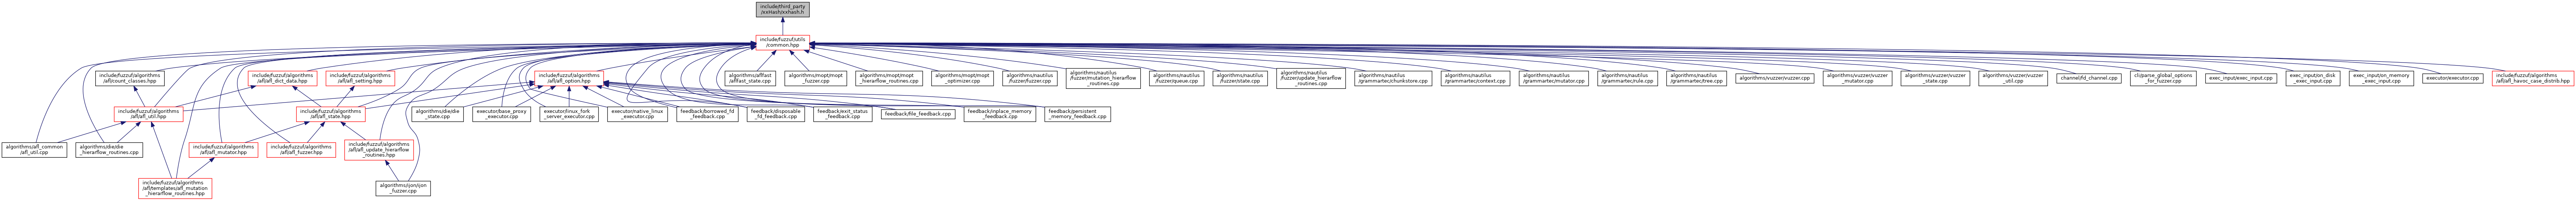 include/third_party
/xxHash/xxhash.h
include/fuzzuf/utils
/common.hpp
include/fuzzuf/algorithms
/afl/count_classes.hpp
include/fuzzuf/algorithms
/afl/afl_dict_data.hpp
include/fuzzuf/algorithms
/afl/afl_setting.hpp
include/fuzzuf/algorithms
/afl/afl_option.hpp
algorithms/aflfast
/aflfast_state.cpp
algorithms/mopt/mopt
_fuzzer.cpp
algorithms/mopt/mopt
_hierarflow_routines.cpp
algorithms/mopt/mopt
_optimizer.cpp
algorithms/nautilus
/fuzzer/fuzzer.cpp
algorithms/nautilus
/fuzzer/mutation_hierarflow
_routines.cpp
algorithms/nautilus
/fuzzer/queue.cpp
algorithms/nautilus
/fuzzer/state.cpp
algorithms/nautilus
/fuzzer/update_hierarflow
_routines.cpp
algorithms/nautilus
/grammartec/chunkstore.cpp
algorithms/nautilus
/grammartec/context.cpp
algorithms/nautilus
/grammartec/mutator.cpp
algorithms/nautilus
/grammartec/rule.cpp
algorithms/nautilus
/grammartec/tree.cpp
algorithms/vuzzer/vuzzer.cpp
algorithms/vuzzer/vuzzer
_mutator.cpp
algorithms/vuzzer/vuzzer
_state.cpp
algorithms/vuzzer/vuzzer
_util.cpp
channel/fd_channel.cpp
cli/parse_global_options
_for_fuzzer.cpp
exec_input/exec_input.cpp
exec_input/on_disk
_exec_input.cpp
exec_input/on_memory
_exec_input.cpp
executor/executor.cpp
include/fuzzuf/algorithms
/afl/afl_havoc_case_distrib.hpp
include/fuzzuf/algorithms
/afl/afl_util.hpp
include/fuzzuf/algorithms
/afl/afl_state.hpp
algorithms/die/die
_state.cpp
executor/base_proxy
_executor.cpp
executor/linux_fork
_server_executor.cpp
executor/native_linux
_executor.cpp
feedback/borrowed_fd
_feedback.cpp
feedback/disposable
_fd_feedback.cpp
feedback/exit_status
_feedback.cpp
feedback/file_feedback.cpp
feedback/inplace_memory
_feedback.cpp
feedback/persistent
_memory_feedback.cpp
algorithms/afl_common
/afl_util.cpp
algorithms/die/die
_hierarflow_routines.cpp
include/fuzzuf/algorithms
/afl/afl_mutator.hpp
include/fuzzuf/algorithms
/afl/afl_fuzzer.hpp
include/fuzzuf/algorithms
/afl/afl_update_hierarflow
_routines.hpp
include/fuzzuf/algorithms
/afl/templates/afl_mutation
_hierarflow_routines.hpp
algorithms/ijon/ijon
_fuzzer.cpp